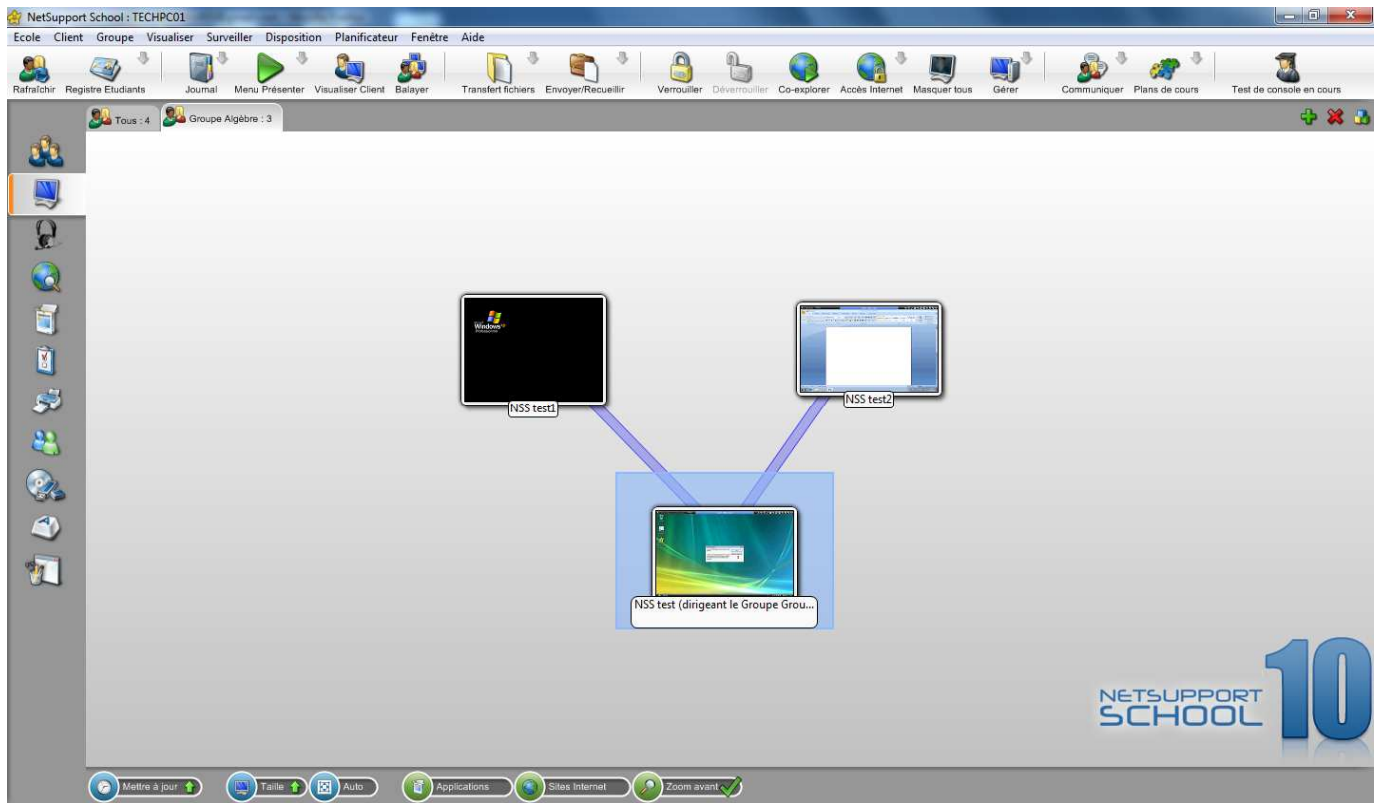 NetSupport School : TECHPC01
Ecole Client Groupe Visualiser Surveiller Disposition Planificateur Fenêtre Aide
Rafraîchir Registre Etudiants Journal Menu Présenter Visualiser Client Balayer Transfert fichiers Envoyer/Recueillir Verrouiller Déverrouiller Co-explorer Accès Internet Masquer tous Gérer Communiquer Plans de cours Test de console en cours
Tous : 4 Groupe Algèbre : 3
Windows
NSS test1
NSS test2
NSS test (dirigeant le Groupe Grou...
NETSUPPORT
SCHOOL
10
Mettre à jour Taille Auto Applications Sites Internet Zoom avant